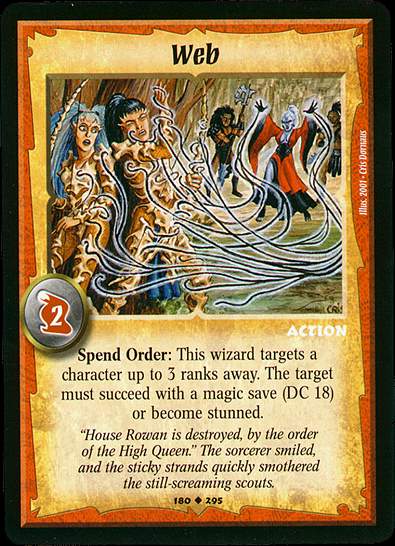 Web
Illus. 2001 • Cris Dornaus
CRIS
2
ACTION
Spend Order: This wizard targets a
character up to 3 ranks away. The target
must succeed with a magic save (DC 18)
or become stunned.
“House Rowan is destroyed, by the order
of the High Queen.” The sorcerer smiled,
and the sticky strands quickly smothered
the still-screaming scouts.
180 ◆ 295